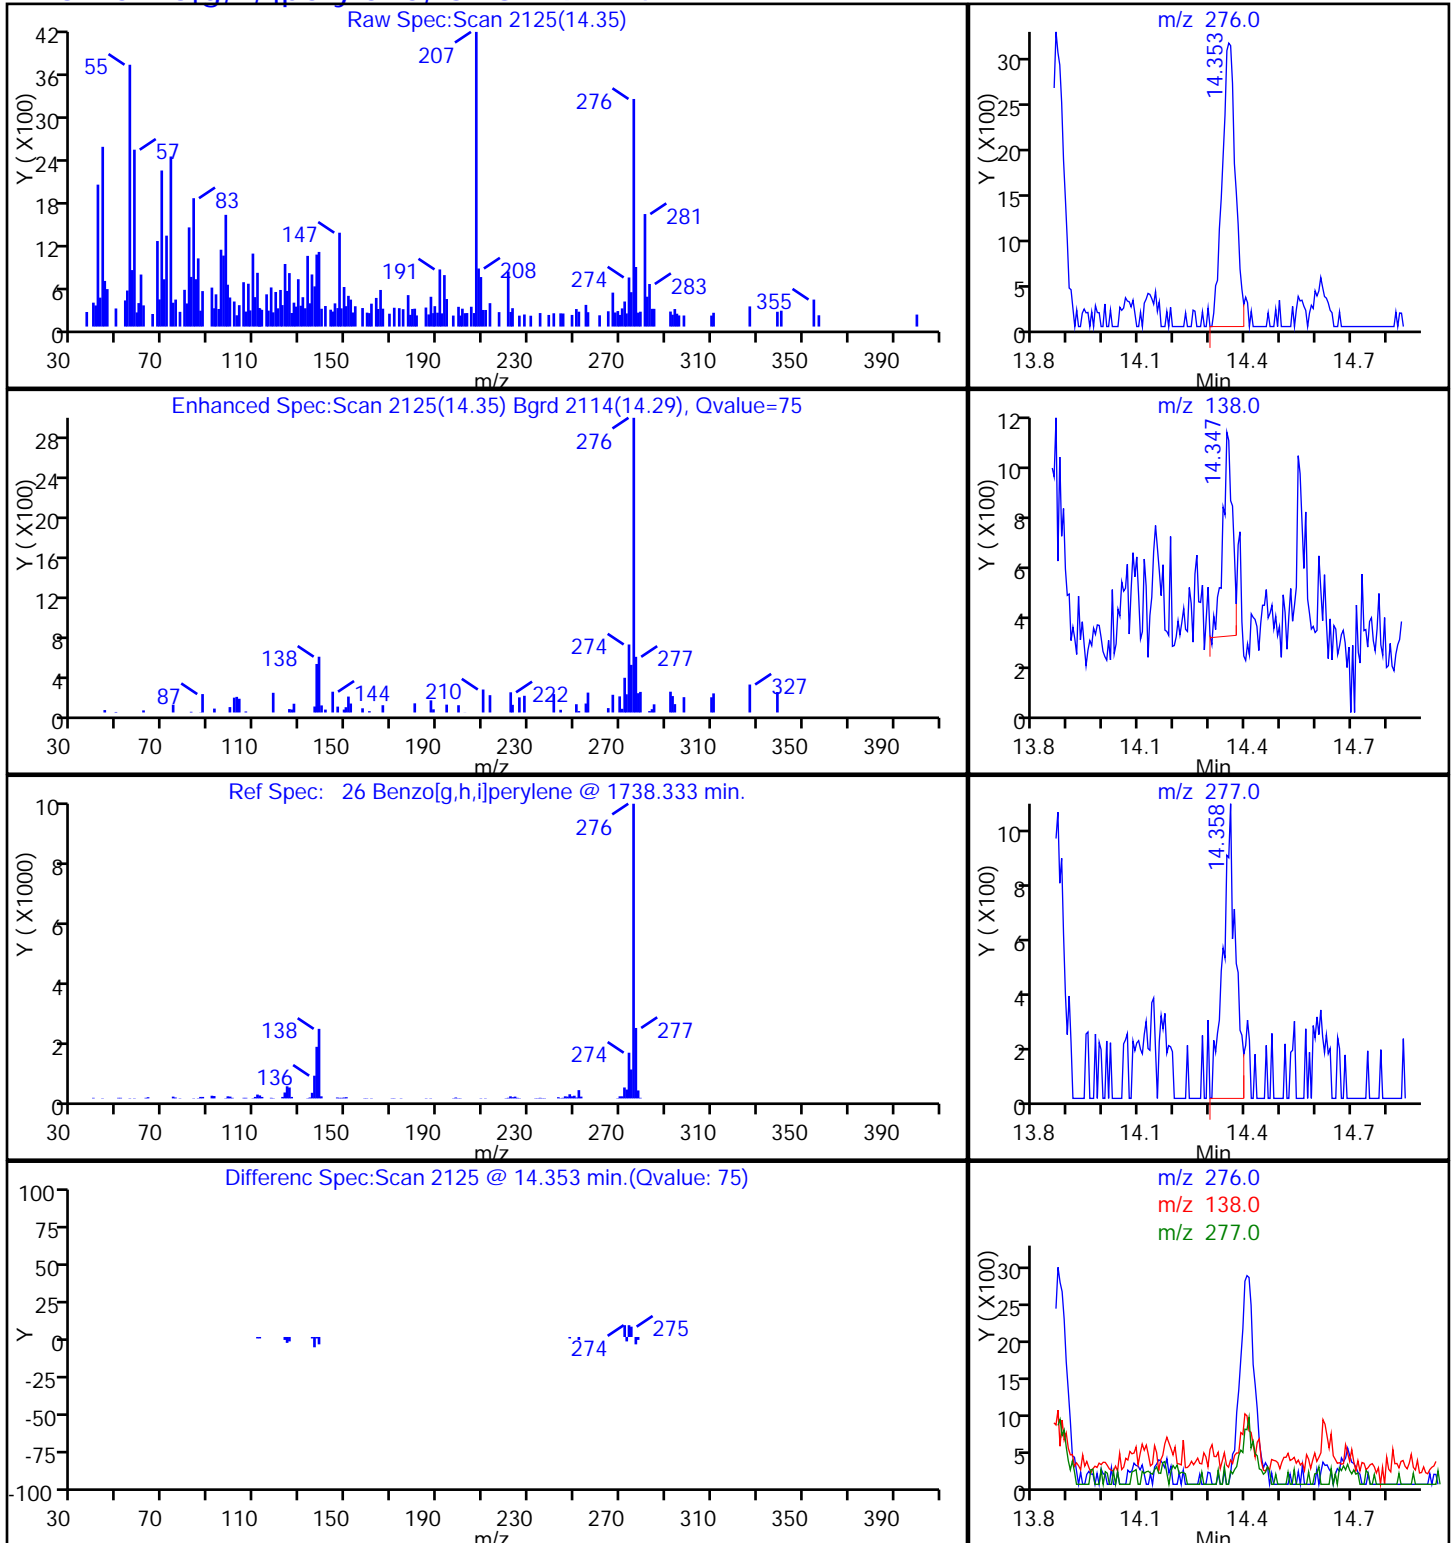 Raw Spec:Scan 2125(14.35)
42
36
30
24
18
12
6
0
Y ( X100)
55
57
83
147
191
207
208
276
274
281
283
355
30 70 110 150 190 230 270 310 350 390
m/z
m/z 276.0
30
25
20
15
10
5
0
Y ( X100)
14.353
13.8 14.1 14.4 14.7
Min
Enhanced Spec:Scan 2125(14.35) Bgrd 2114(14.29), Qvalue=75
28
24
20
16
12
8
4
0
Y ( X100)
87
138
144
210
222
276
274
277
327
30 70 110 150 190 230 270 310 350 390
m/z
m/z 138.0
12
10
8
6
4
2
0
Y ( X100)
14.347
13.8 14.1 14.4 14.7
Min
Ref Spec: 26 Benzo[g,h,i]perylene @ 1738.333 min.
10
8
6
4
2
0
Y ( X1000)
138
136
276
274
277
30 70 110 150 190 230 270 310 350 390
m/z
m/z 277.0
10
8
6
4
2
0
Y ( X100)
14.358
13.8 14.1 14.4 14.7
Min
Differenc Spec:Scan 2125 @ 14.353 min.(Qvalue: 75)
100
75
50
25
0
-25
-50
-75
-100
Y
274
275
30 70 110 150 190 230 270 310 350 390
m/z
m/z 276.0
m/z 138.0
m/z 277.0
30
25
20
15
10
5
0
Y ( X100)
13.8 14.1 14.4 14.7
Min